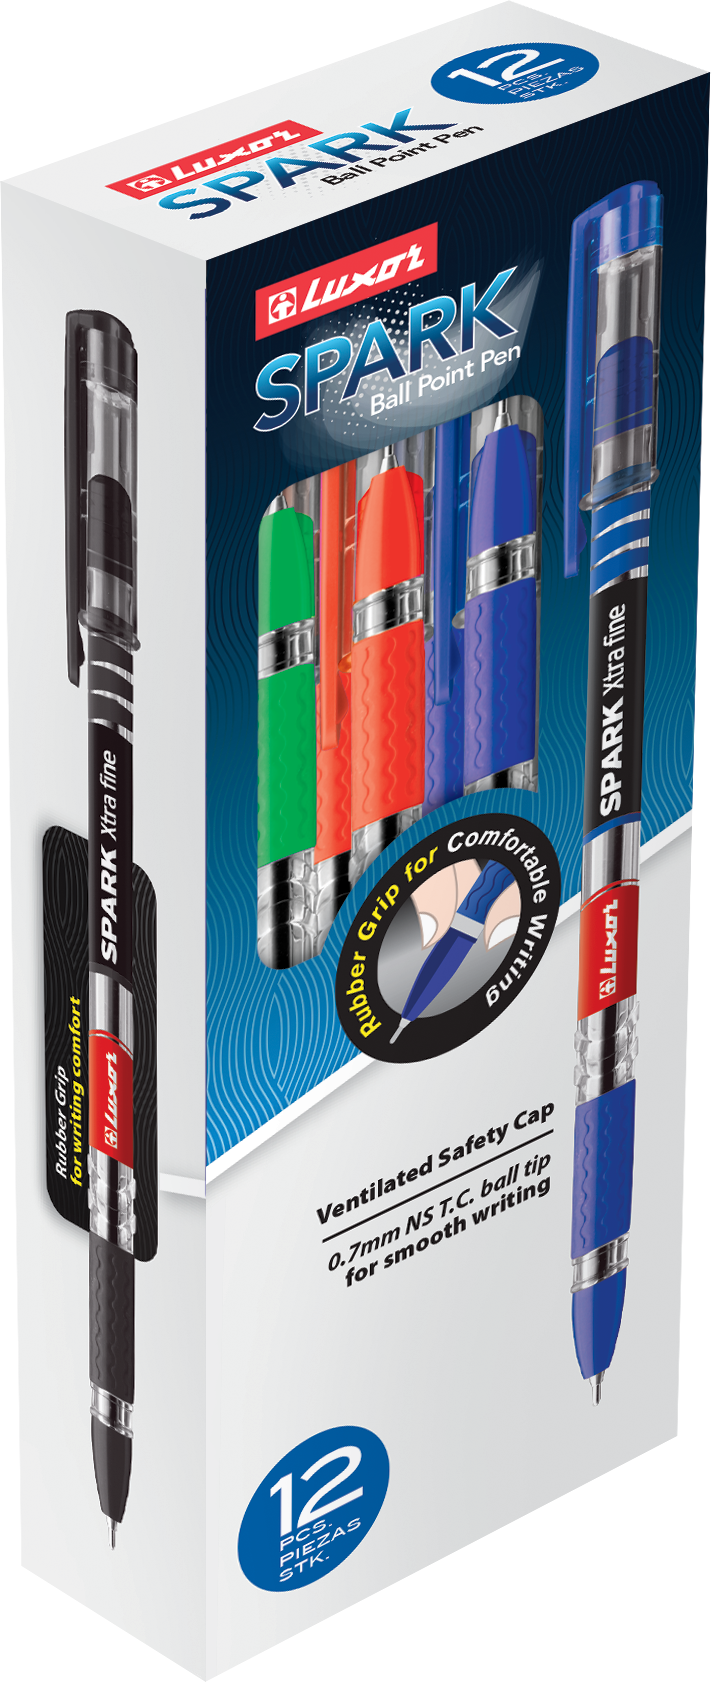 Luxor
SPARK
Ball Point Pen
12
PCS.
PIEZAS
STK.
Luxor
SPARK
Ball Point Pen
SPARK Xtra fine
Luxor
Rubber Grip for Comfortable Writing
Ventilated Safety Cap
0.7mm NS T.C. ball tip
for smooth writing
12
PCS.
PIEZAS
STK.
SPARK Xtra fine
Luxor
Rubber Grip
for writing comfort